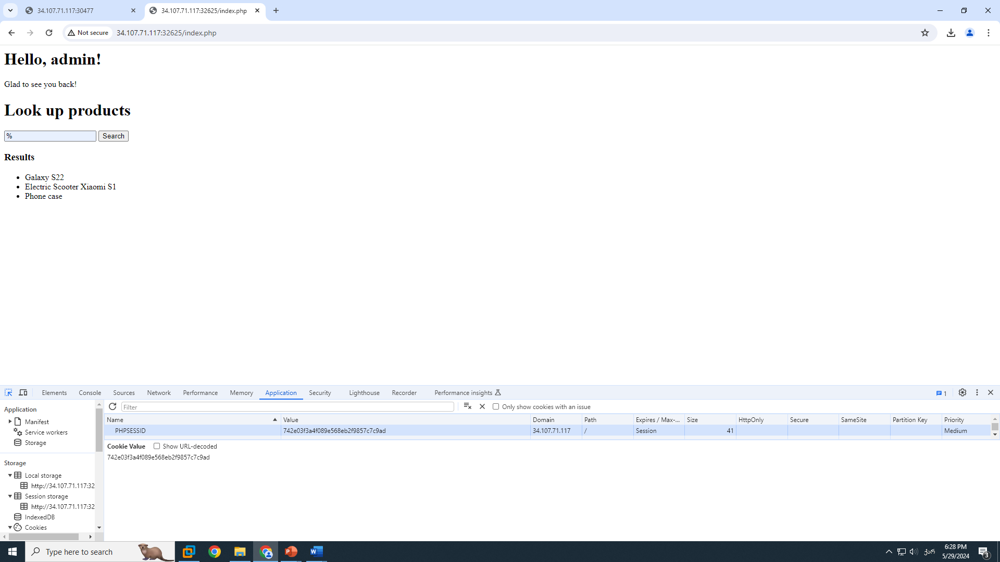 34.107.71.117:30477
34.107.71.117:32625/index.php
Not secure
34.107.71.117:32625/index.php
Hello, admin!
Glad to see you back!
Look up products
% Search
Results
Galaxy S22
Electric Scooter Xiaomi S1
Phone case
Elements Console Sources Network Performance Memory Application Security Lighthouse Recorder Performance insights 1
Application
Manifest
Service workers
Storage
Storage
Local storage
http://34.107.71.117:32
Session storage
http://34.107.71.117:32
IndexedDB
Cookies
Filter
Only show cookies with an issue
Name Value Domain Path Expires / Max-... Size HttpOnly Secure SameSite Partition Key Priority
PHPSESSID 742e03f3a4f089e568eb2f9857c7c9ad 34.107.71.117 / Session 41 Medium
Cookie Value Show URL-decoded
742e03f3a4f089e568eb2f9857c7c9ad
Type here to search
ქარ
6:28 PM
5/29/2024
3